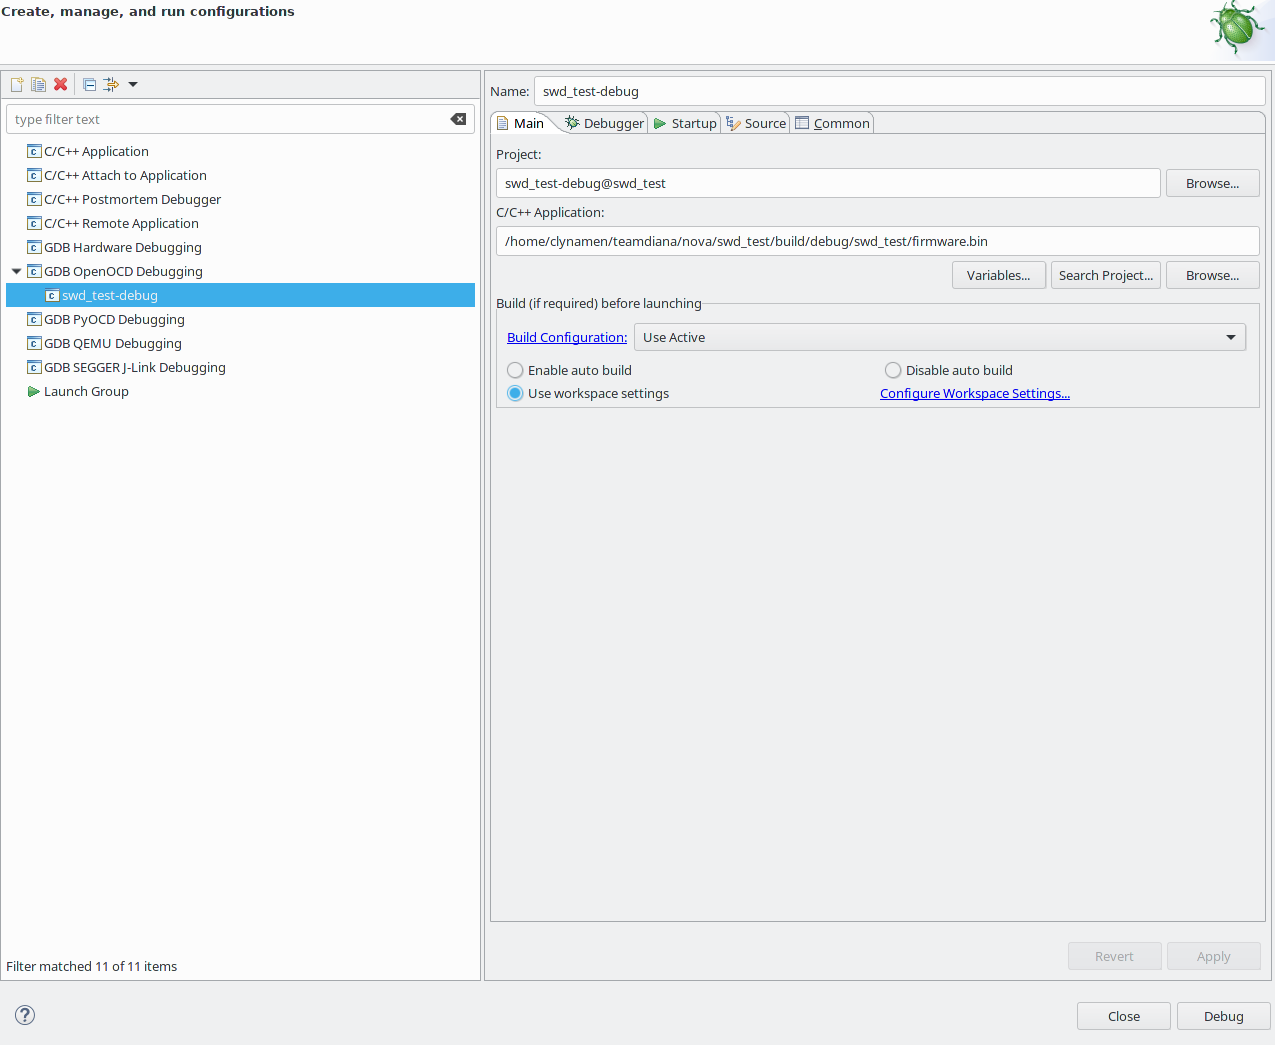 Create, manage, and run configurations
type filter text
C/C++ Application
C/C++ Attach to Application
C/C++ Postmortem Debugger
C/C++ Remote Application
GDB Hardware Debugging
GDB OpenOCD Debugging
swd_test-debug
GDB PyOCD Debugging
GDB QEMU Debugging
GDB SEGGER J-Link Debugging
Launch Group
Filter matched 11 of 11 items
Name: swd_test-debug
Main Debugger Startup Source Common
Project:
swd_test-debug@swd_test Browse...
C/C++ Application:
/home/clynamen/teamdiana/nova/swd_test/build/debug/swd_test/firmware.bin
Variables... Search Project... Browse...
Build (if required) before launching
Build Configuration: Use Active
Enable auto build Disable auto build
Use workspace settings Configure Workspace Settings...
Revert Apply
? Close Debug